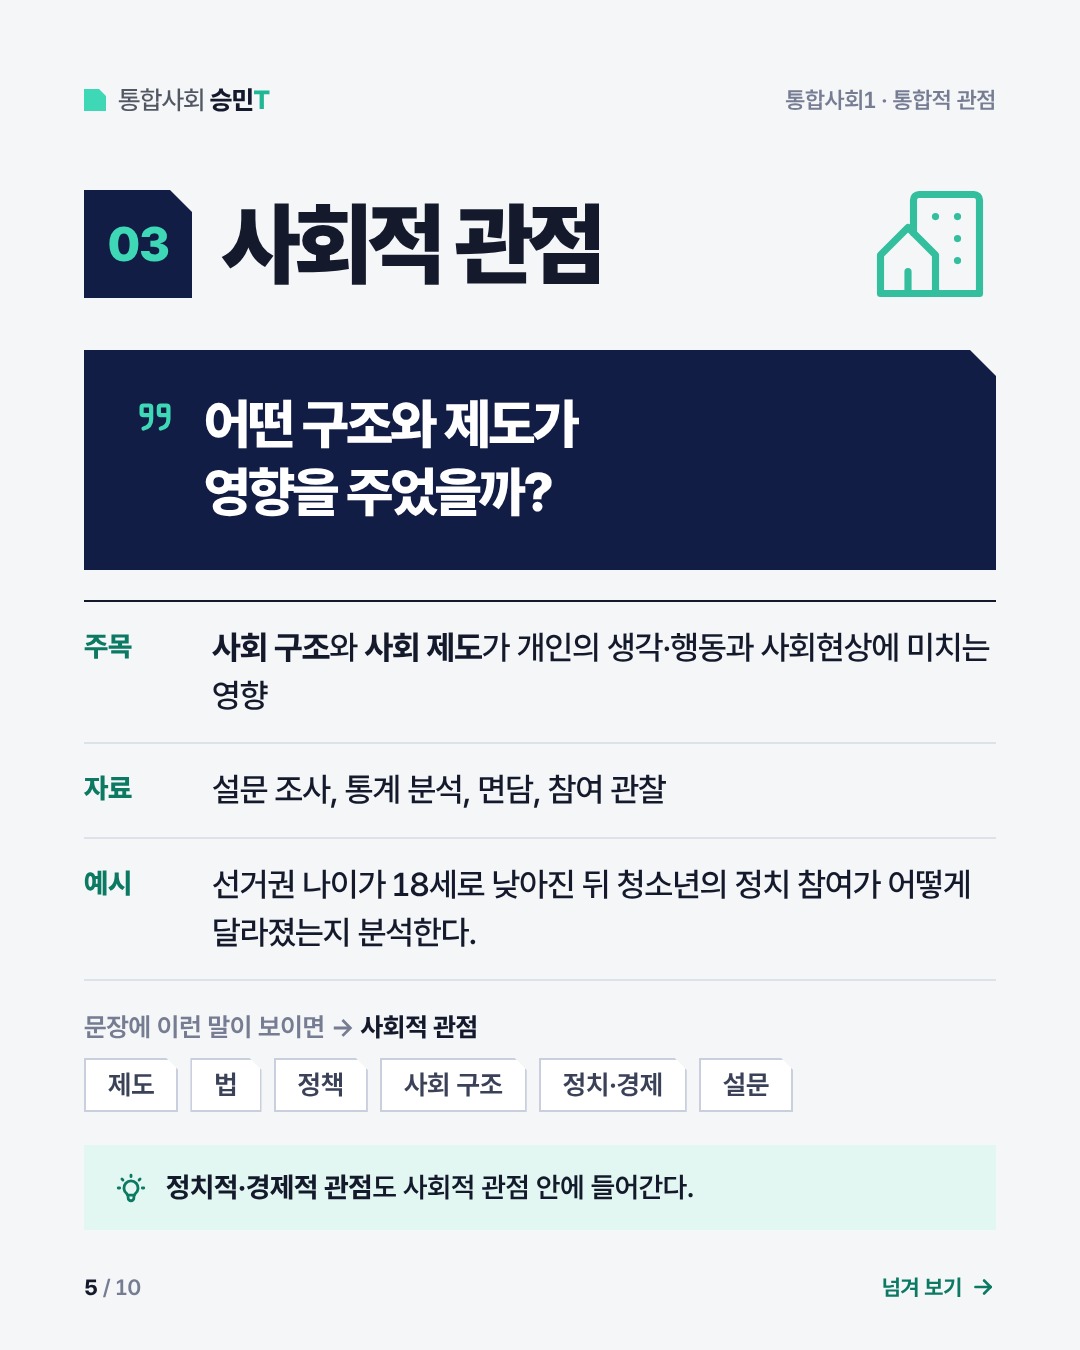 통합사회 승민T
통합사회1 · 통합적 관점
03
사회적 관점
어떤 구조와 제도가
영향을 주었을까?
주목
사회 구조와 사회 제도가 개인의 생각·행동과 사회현상에 미치는
영향
자료
설문 조사, 통계 분석, 면담, 참여 관찰
예시
선거권 나이가 18세로 낮아진 뒤 청소년의 정치 참여가 어떻게
달라졌는지 분석한다.
문장에 이런 말이 보이면 → 사회적 관점
제도
법
정책
사회 구조
정치·경제
설문
정치적·경제적 관점도 사회적 관점 안에 들어간다.
5 / 10
넘겨 보기 →